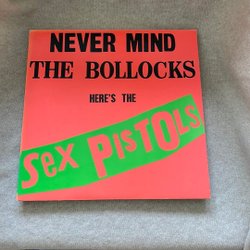 NEVER MIND
THE BOLLOCKS
HERE'S THE
Sex PisTOLs